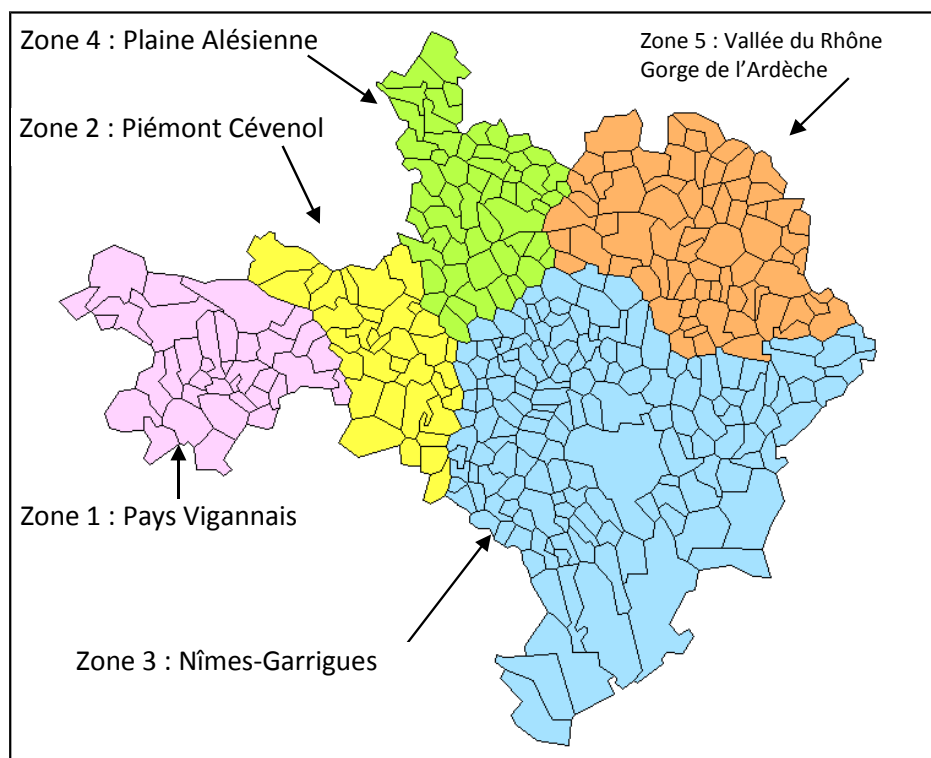 Zone 4 : Plaine Alésienne
Zone 5 : Vallée du Rhône
Gorge de l’Ardèche
Zone 2 : Piémont Cévenol
Zone 1 : Pays Vigannais
Zone 3 : Nîmes-Garrigues